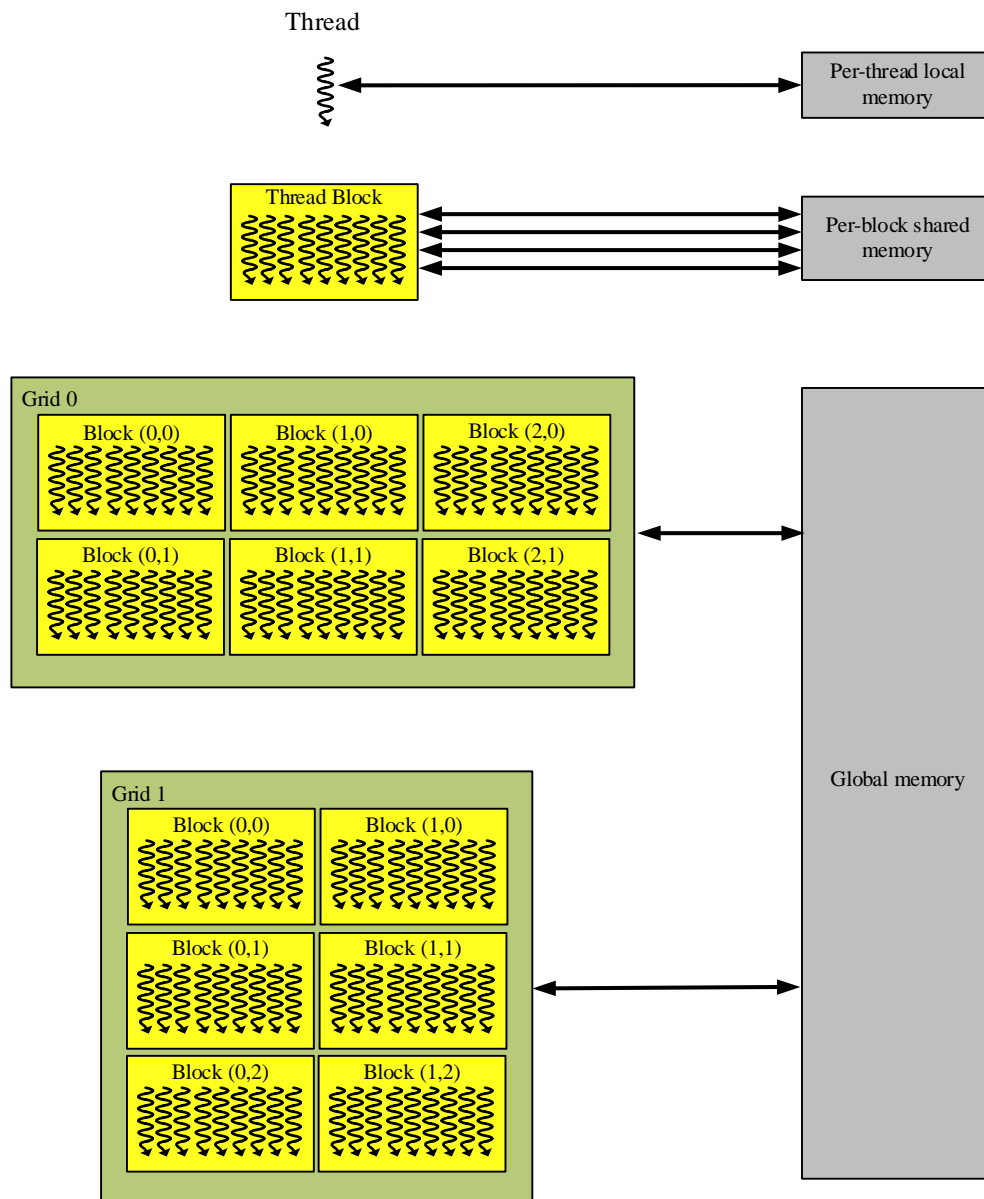 Thread
Per-thread local
memory
Thread Block
Per-block shared
memory
Grid 0
Block (0,0)
Block (1,0)
Block (2,0)
Block (0,1)
Block (1,1)
Block (2,1)
Global memory
Grid 1
Block (0,0)
Block (1,0)
Block (0,1)
Block (1,1)
Block (0,2)
Block (1,2)